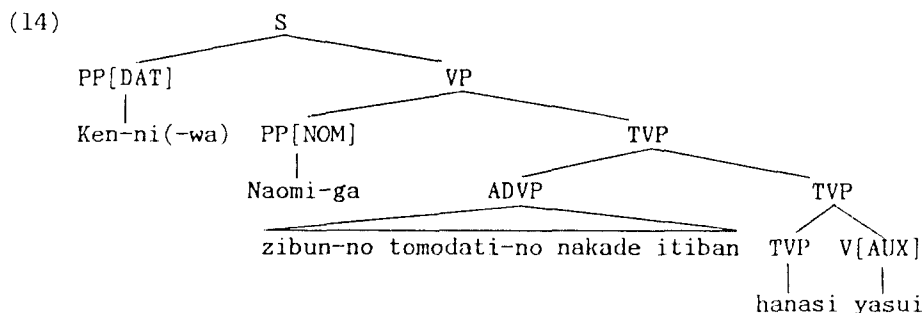 (14) S
PP[DAT] VP
Ken-ni(-wa) PP[NOM] TVP
Naomi-ga ADVP TVP
zibun-no tomodati-no nakade itiban TVP V[AUX]
hanasi yasui